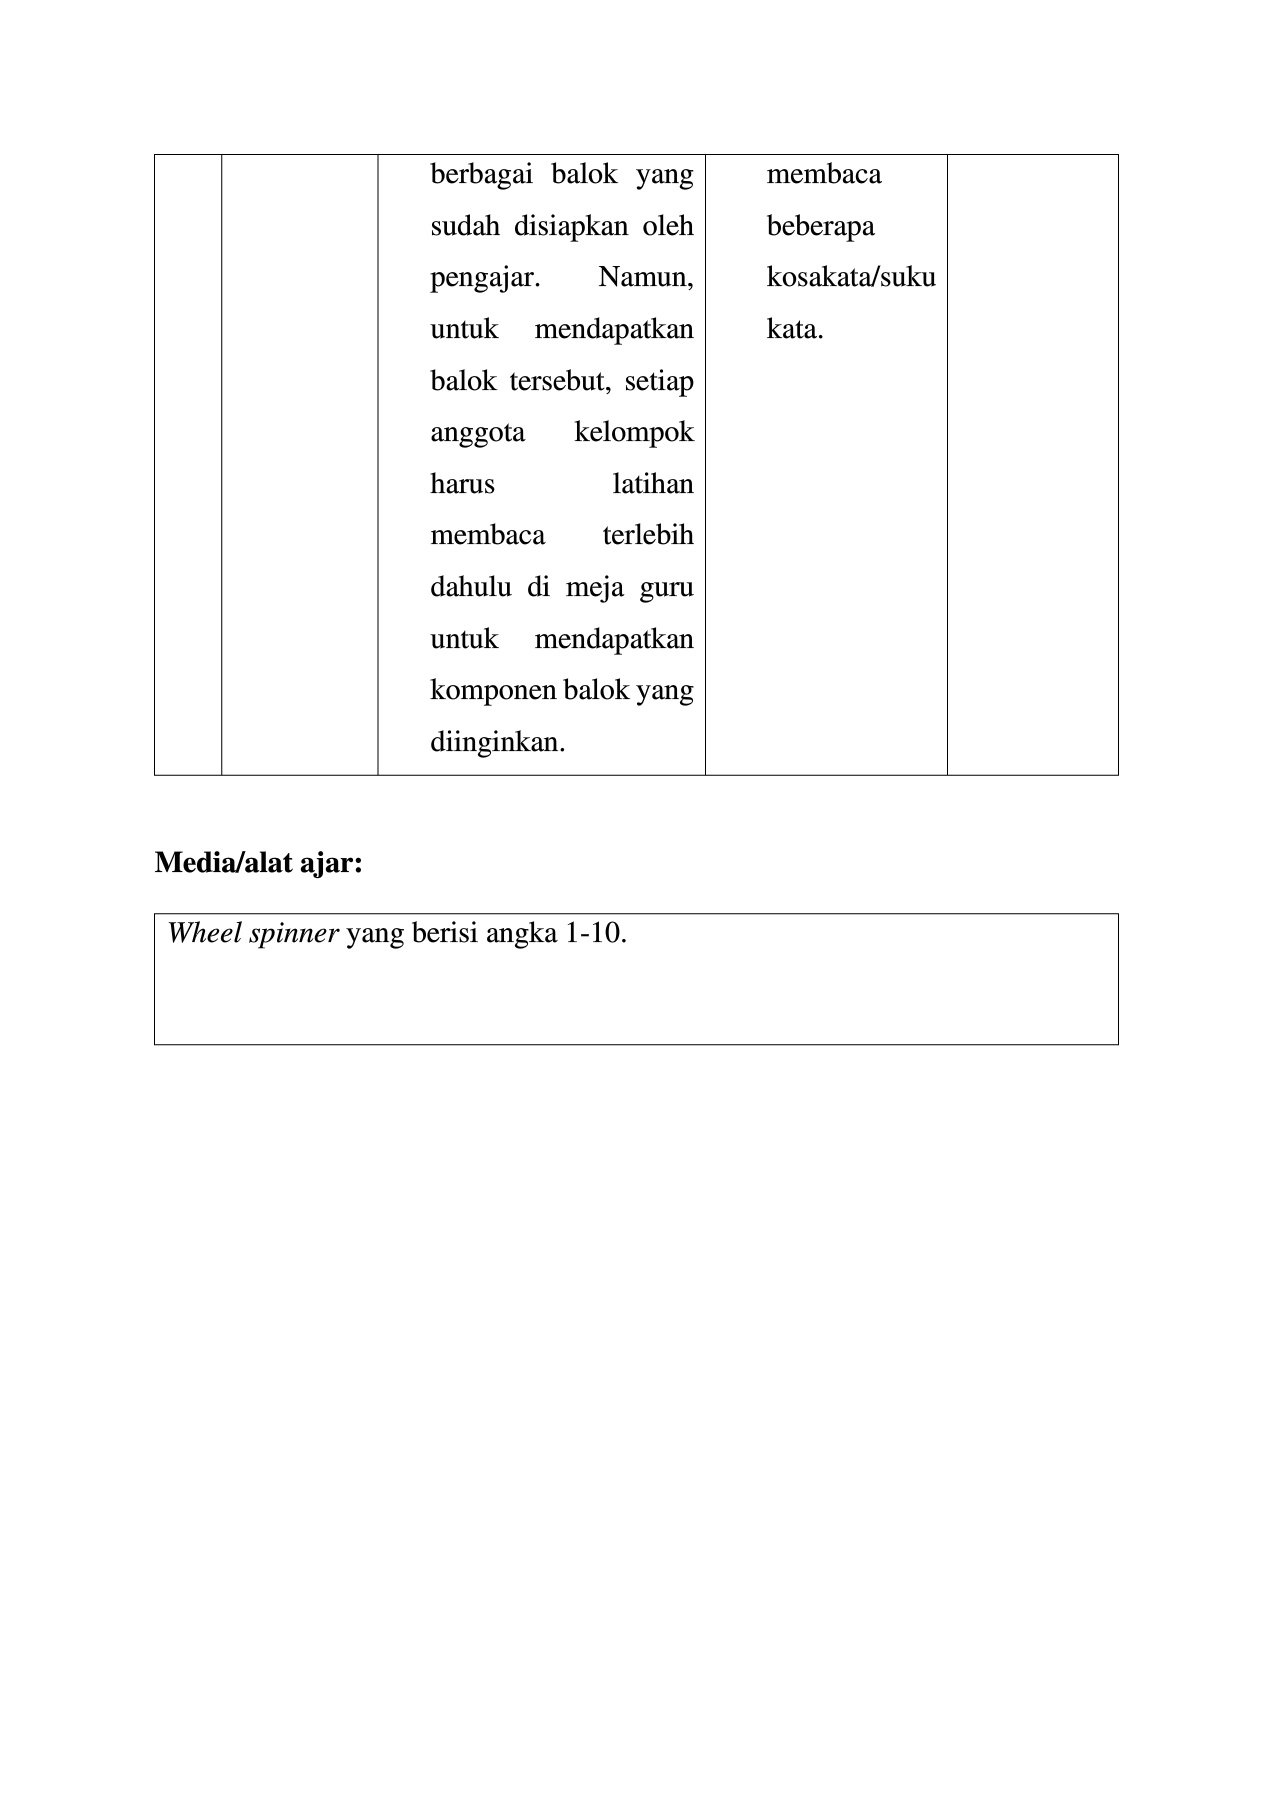 berbagai balok yang
sudah disiapkan oleh
pengajar. Namun,
untuk mendapatkan
balok tersebut, setiap
anggota kelompok
harus latihan
membaca terlebih
dahulu di meja guru
untuk mendapatkan
komponen balok yang
diinginkan.
membaca
beberapa
kosakata/suku
kata.
Media/alat ajar:
Wheel spinner yang berisi angka 1-10.